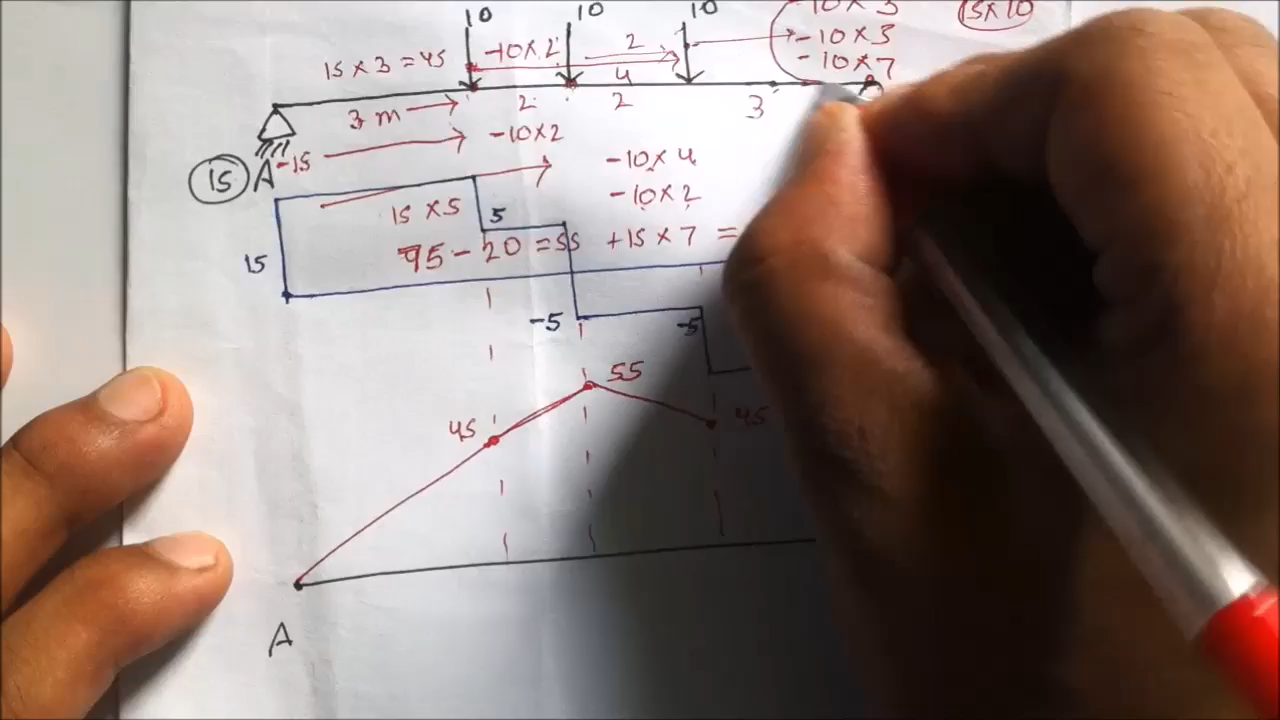 10 10 10
-10 × 3
15 × 10
15 × 3 = 45 -10 × 2 2 -10 × 3
4 -10 × 7
3 m 2 2 3
-15 -10 × 2
15 A -10 × 4
-10 × 2
15 × 5 5
95 - 20 = 55 + 15 × 7 =
15
-5 -5
55
45 45
A